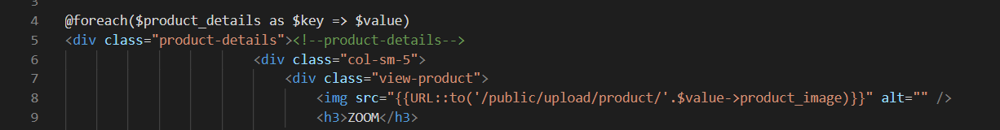 3
4 @foreach($product_details as $key => $value)
5 <div class="product-details"><!--product-details-->
6 <div class="col-sm-5">
7 <div class="view-product">
8 <img src="{{URL::to('/public/upload/product/'.$value->product_image)}}" alt="" />
9 <h3>ZOOM</h3>